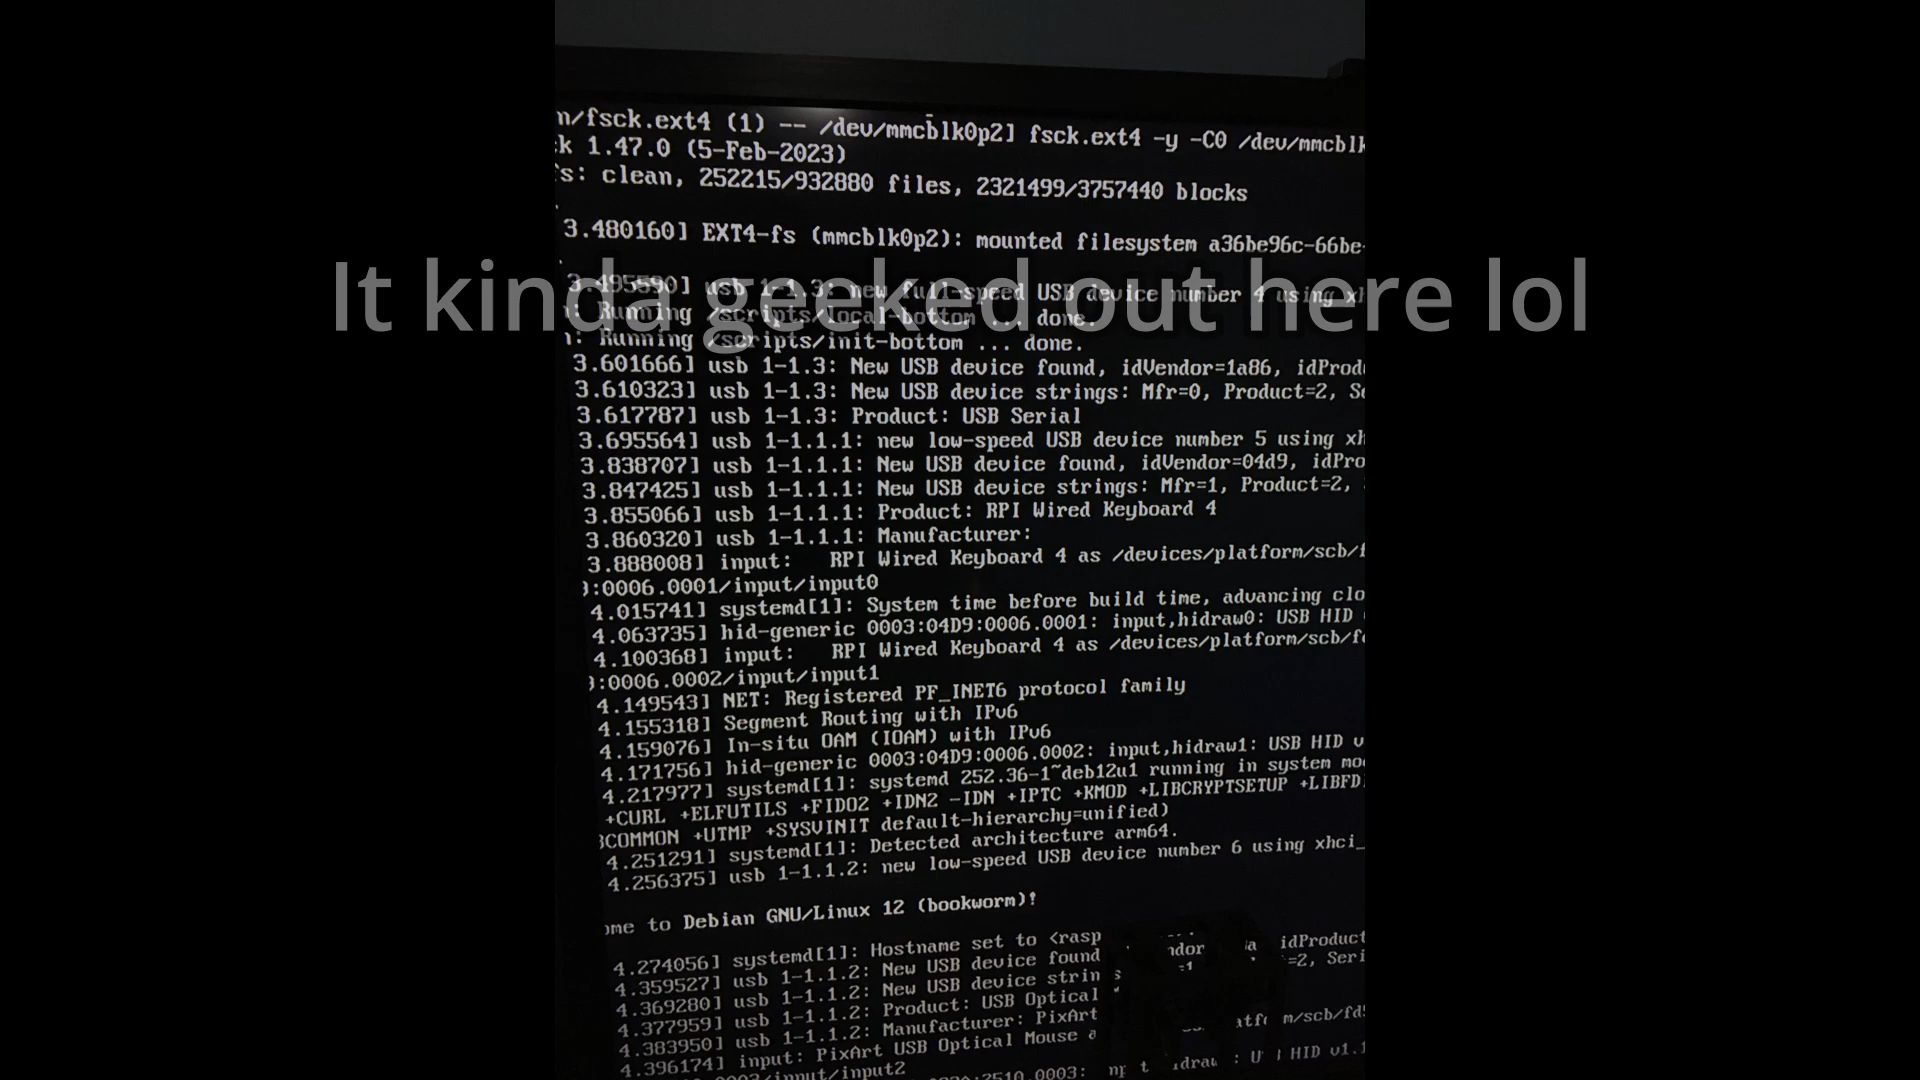 n/fsck.ext4 (1) -- /dev/mmcblk0p2] fsck.ext4 -y -C0 /dev/mmcblk
k 1.47.0 (5-Feb-2023)
fs: clean, 252215/932880 files, 2321499/3757440 blocks
3.480160] EXT4-fs (mmcblk0p2): mounted filesystem a36be96c-66be-
It kinda geeked out here lol
3.495590] usb 1-1.3: new full-speed USB device number 4 using xh
: Running /scripts/local-bottom ... done.
: Running /scripts/init-bottom ... done.
3.601666] usb 1-1.3: New USB device found, idVendor=1a86, idProd
3.610323] usb 1-1.3: New USB device strings: Mfr=0, Product=2, Se
3.617787] usb 1-1.3: Product: USB Serial
3.695564] usb 1-1.1.1: new low-speed USB device number 5 using xh
3.838707] usb 1-1.1.1: New USB device found, idVendor=04d9, idPro
3.847425] usb 1-1.1.1: New USB device strings: Mfr=1, Product=2,
3.855066] usb 1-1.1.1: Product: RPI Wired Keyboard 4
3.860320] usb 1-1.1.1: Manufacturer:
3.888008] input:   RPI Wired Keyboard 4 as /devices/platform/scb/f
:0006.0001/input/input0
4.015741] systemd[1]: System time before build time, advancing clo
4.063735] hid-generic 0003:04D9:0006.0001: input,hidraw0: USB HID
4.100368] input:   RPI Wired Keyboard 4 as /devices/platform/scb/f
:0006.0002/input/input1
4.149543] NET: Registered PF_INET6 protocol family
4.155318] Segment Routing with IPv6
4.159076] In-situ OAM (IOAM) with IPv6
4.171756] hid-generic 0003:04D9:0006.0002: input,hidraw1: USB HID v
4.217977] systemd[1]: systemd 252.36-1~deb12u1 running in system mo
+CURL +ELFUTILS +FIDO2 +IDN2 -IDN +IPTC +KMOD +LIBCRYPTSETUP +LIBFD
BCOMMON +UTMP +SYSVINIT default-hierarchy=unified)
4.251291] systemd[1]: Detected architecture arm64.
4.256375] usb 1-1.1.2: new low-speed USB device number 6 using xhci_
ome to Debian GNU/Linux 12 (bookworm)!
4.274056] systemd[1]: Hostname set to <rasp
4.359527] usb 1-1.1.2: New USB device found ndor a idProduct
4.369280] usb 1-1.1.2: New USB device strin s =1 =2, Seri
4.377959] usb 1-1.1.2: Product: USB Optical
4.383950] usb 1-1.1.2: Manufacturer: PixArt
4.396174] input: PixArt USB Optical Mouse a atf m/scb/fd5
/input/input2
:2510.0003: idraw : U HID v1.1